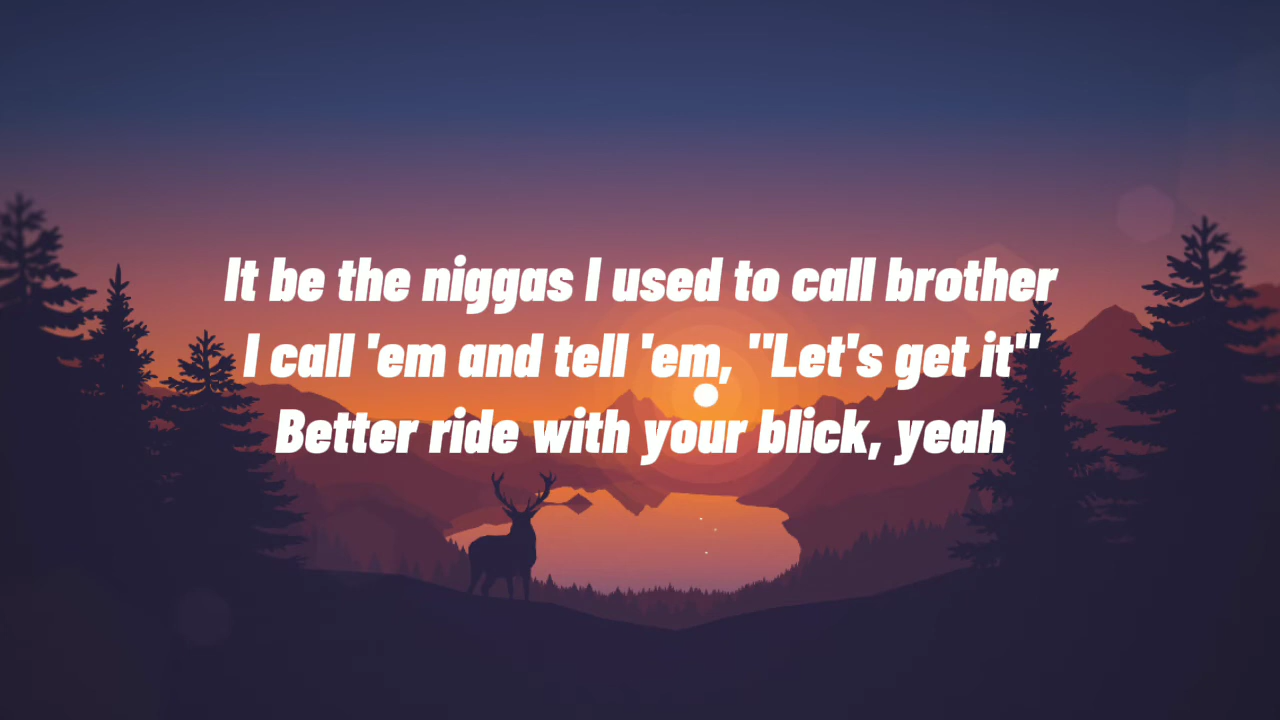 It be the niggas I used to call brother
I call 'em and tell 'em, "Let's get it"
Better ride with your blick, yeah